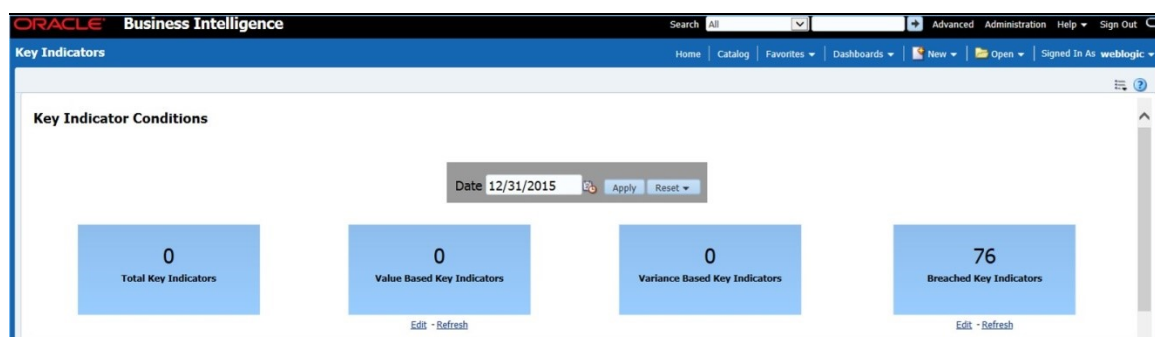 ORACLE Business Intelligence Search All Advanced Administration Help Sign Out
Key Indicators Home Catalog Favorites Dashboards New Open Signed In As weblogic
Key Indicator Conditions
Date 12/31/2015 Apply Reset
0 0 0 76
Total Key Indicators Value Based Key Indicators Variance Based Key Indicators Breached Key Indicators
Edit - Refresh Edit - Refresh